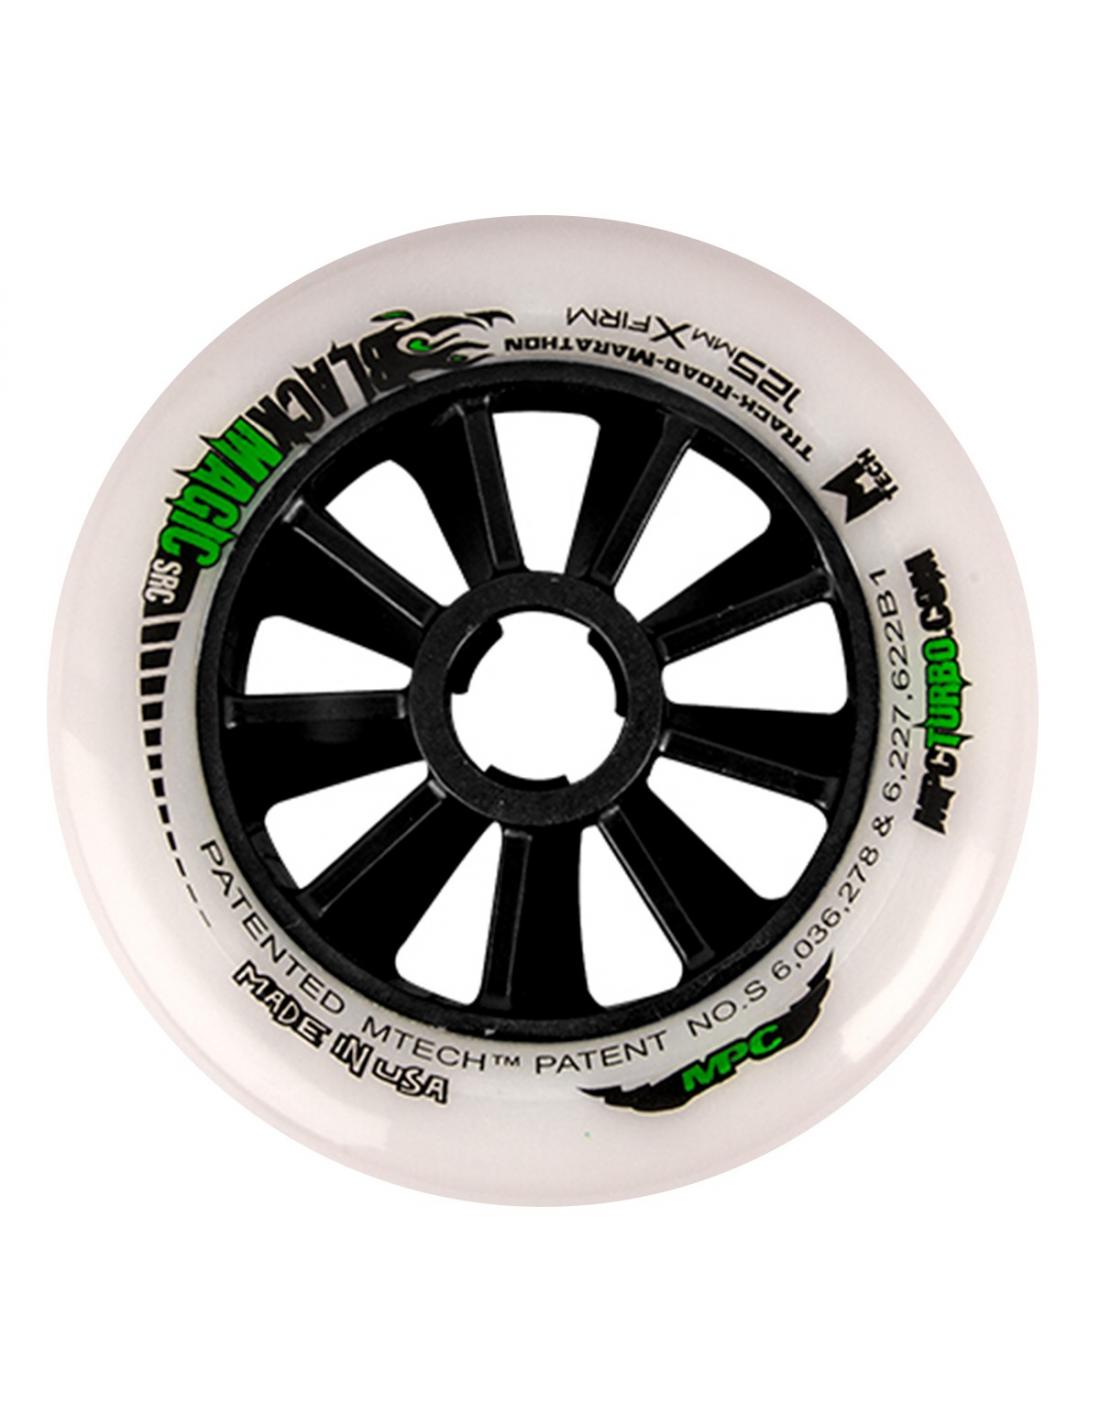 BLACKMAGIC
SRC
TRACK-ROAD-MARATHON
125MM XFIRM
M TECH
MPCTURBO.COM
PATENTED MTECH™ PATENT NO.S 6,036,278 & 6,227,622B1
MADE IN USA
MPC